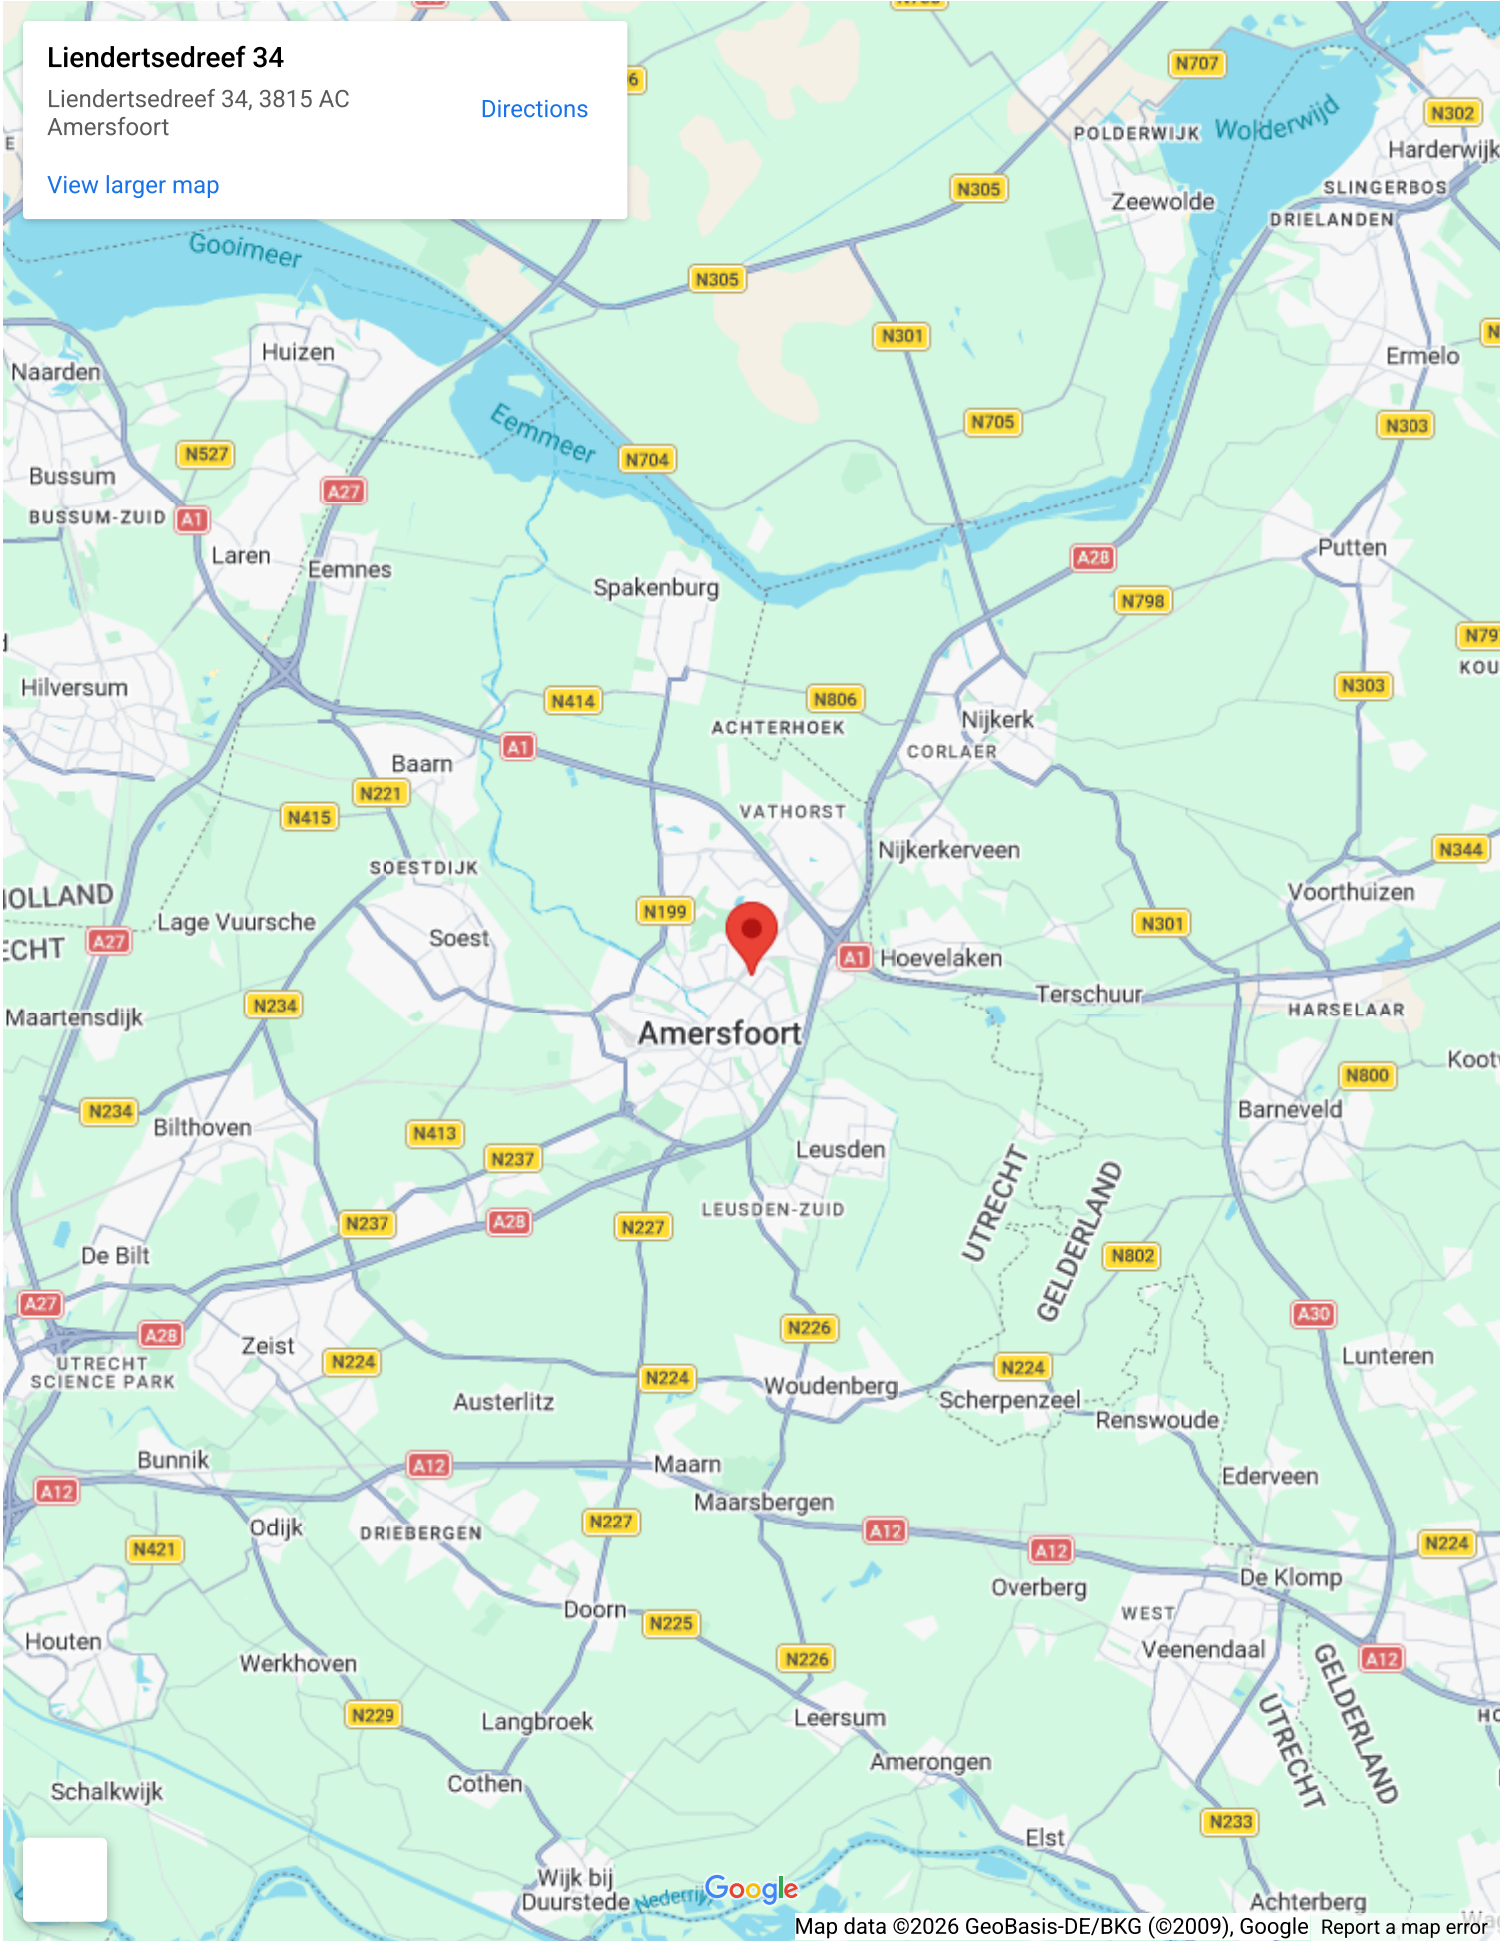 Liendertsedreef 34
Liendertsedreef 34, 3815 AC
Amersfoort
Directions
View larger map
N707
Wolderwijd
N302
POLDERWIJK
Harderwijk
N305
SLINGERBOS
Zeewolde
DRIELANDEN
Gooimeer
N305
N301
Huizen
Ermelo
Naarden
Eemmeer
N705
N303
N527
N704
Bussum
A27
BUSSUM-ZUID
A1
Laren
Eemnes
A28
Putten
Spakenburg
N798
Hilversum
N414
N806
N303
ACHTERHOEK
Nijkerk
A1
CORLAER
Baarn
N221
N415
VATHORST
Nijkerkerveen
N344
SOESTDIJK
Voorthuizen
N199
Lage Vuursche
N301
A27
Soest
A1
Hoevelaken
Terschuur
N234
HARSELAAR
Maartensdijk
Amersfoort
N800
N234
Barneveld
Bilthoven
N413
N237
Leusden
UTRECHT
GELDERLAND
LEUSDEN-ZUID
N237
A28
N227
De Bilt
N802
A27
A30
A28
N226
Zeist
UTRECHT
SCIENCE PARK
N224
N224
N224
Lunteren
Woudenberg
Austerlitz
Scherpenzeel
Renswoude
Bunnik
A12
Maarn
Ederveen
A12
Maarsbergen
Odijk
DRIEBERGEN
N227
A12
N421
A12
N224
Overberg
De Klomp
Doorn
N225
WEST
Houten
Veenendaal
Werkhoven
N226
A12
GELDERLAND
UTRECHT
N229
Langbroek
Leersum
Amerongen
Cothen
Schalkwijk
N233
Elst
Wijk bij
Duurstede
Nederrijn
Google
Achterberg
Map data ©2026 GeoBasis-DE/BKG (©2009), Google
Report a map error